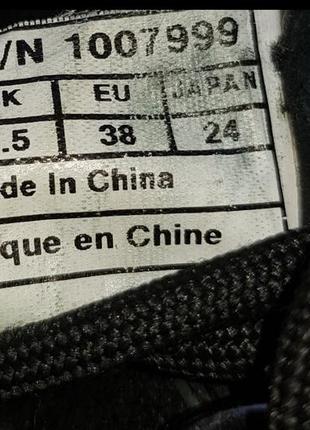 /N 1007999
K EU JAPAN
.5 38 24
de In China
que en Chine